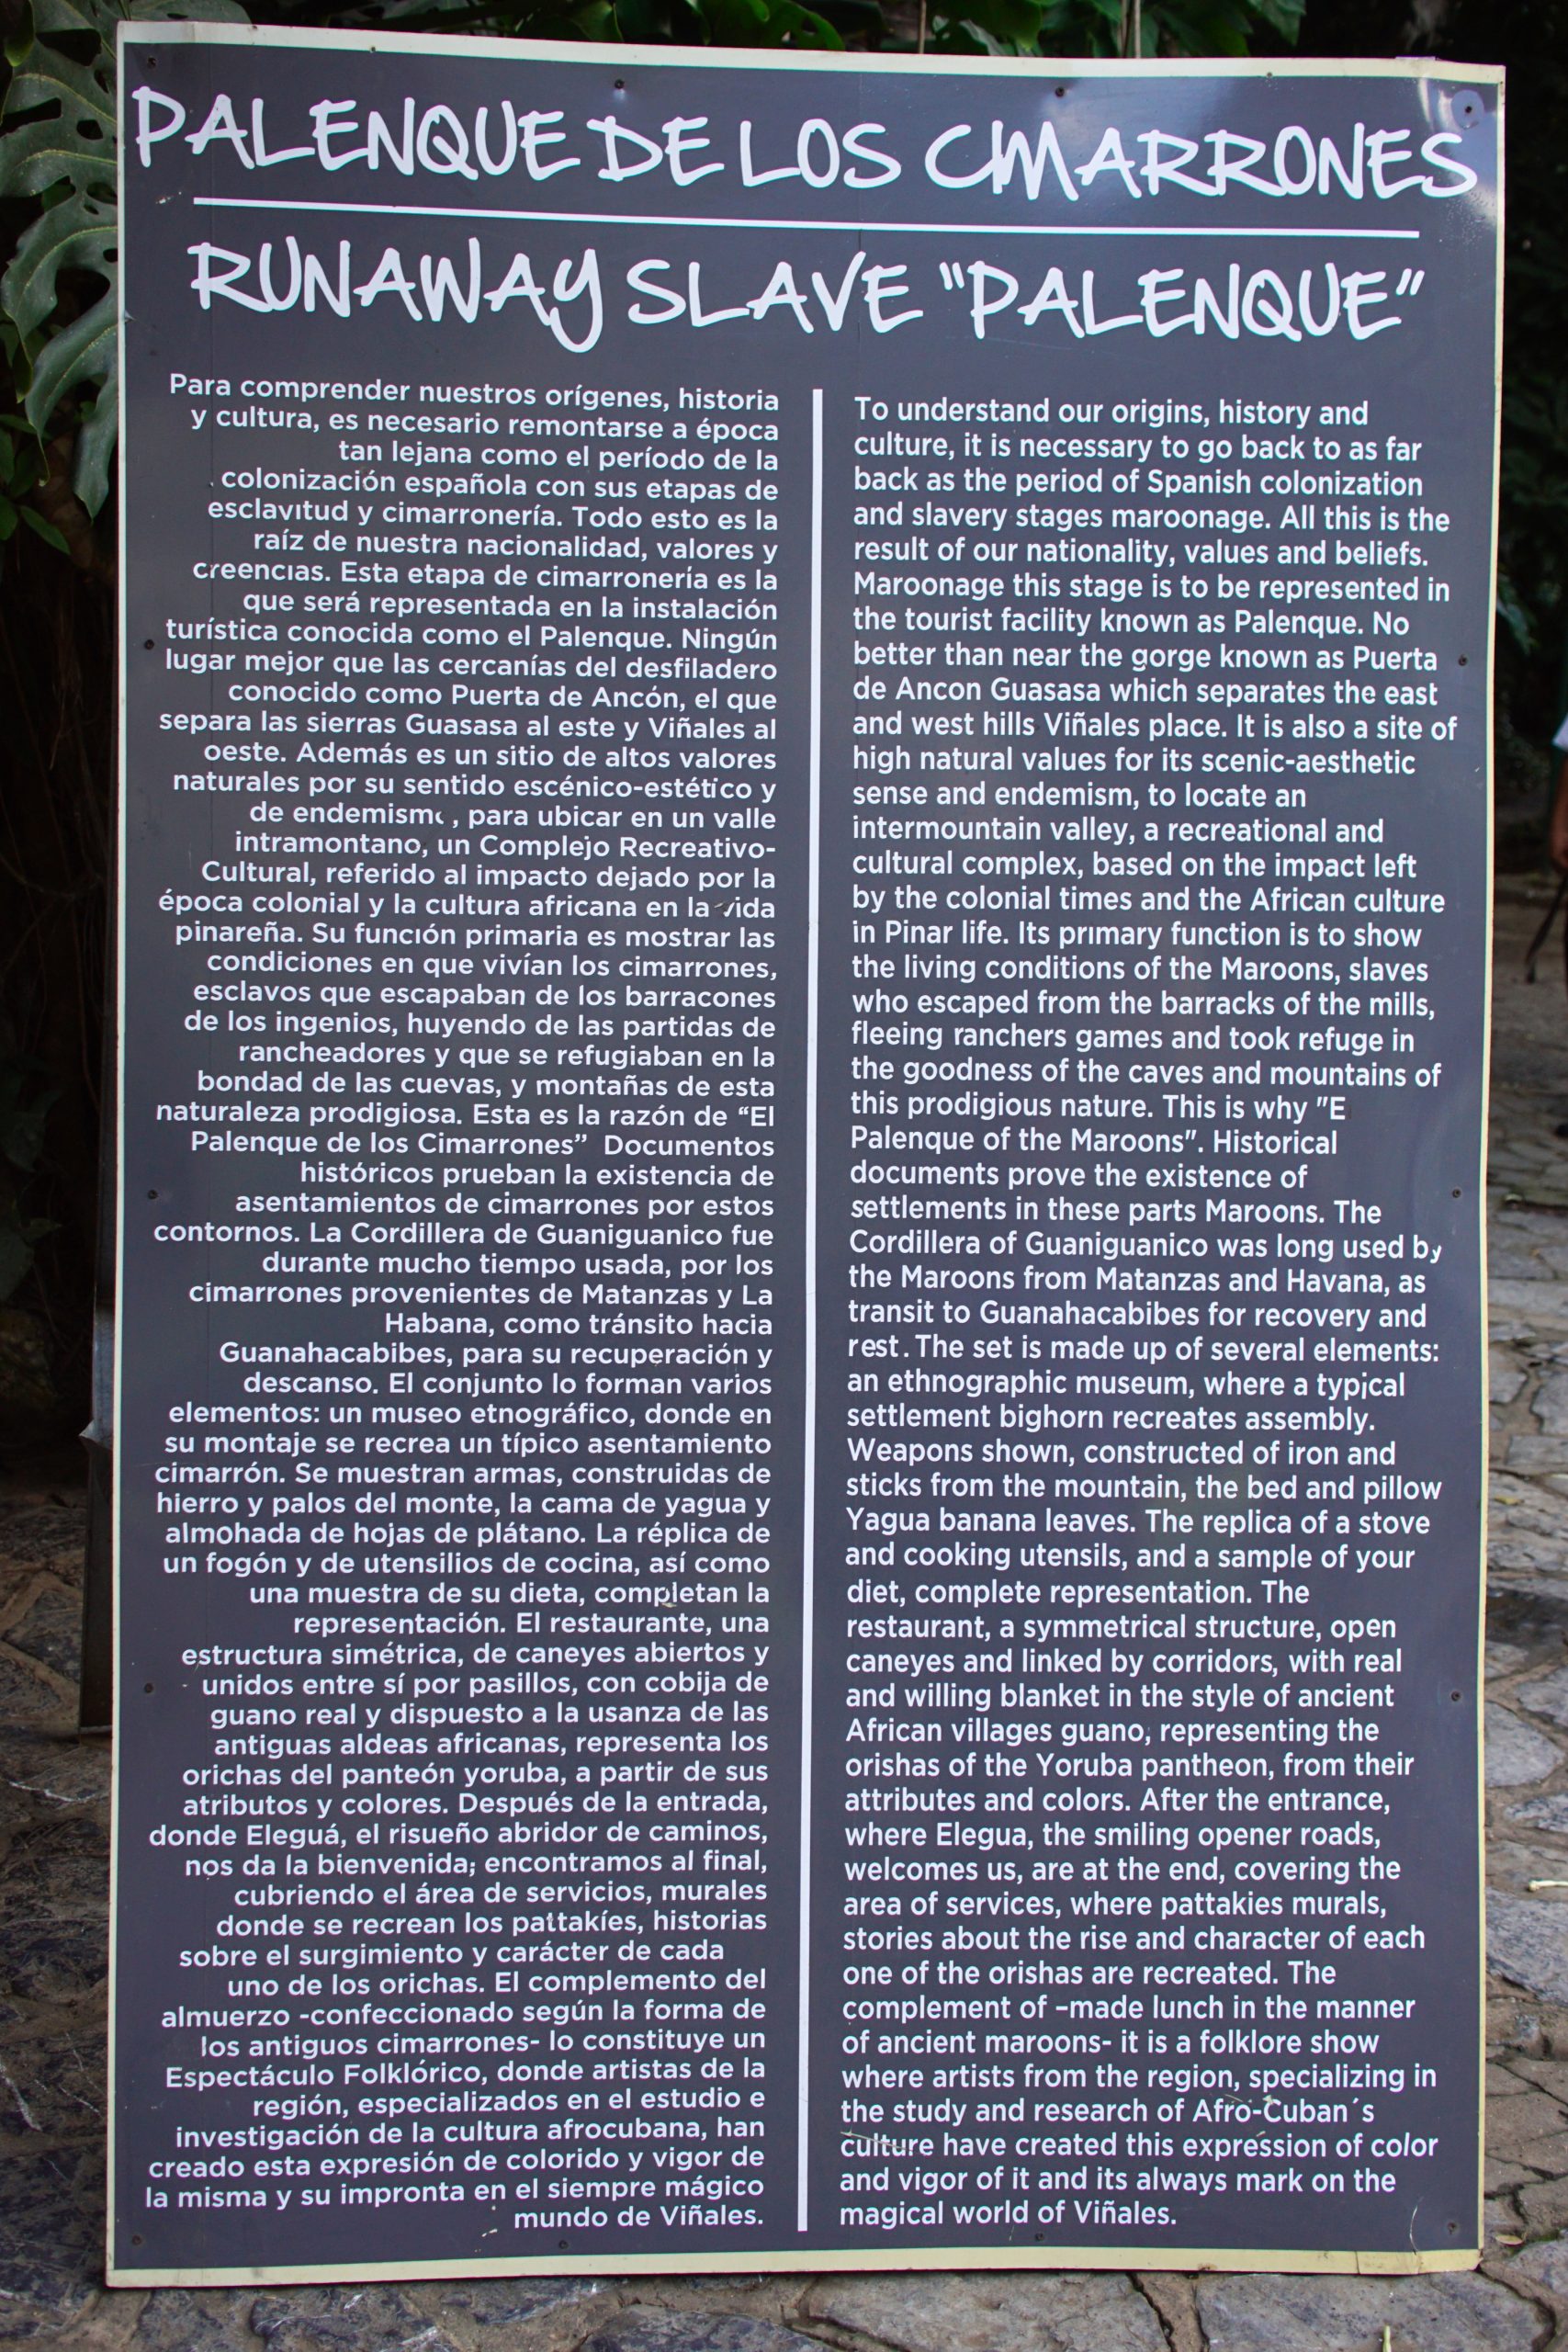 PALENQUE DE LOS CIMARRONES
RUNAWAY SLAVE "PALENQUE"
Para comprender nuestros orígenes, historia
y cultura, es necesario remontarse a época
tan lejana como el período de la
colonización española con sus etapas de
esclavitud y cimarronería. Todo esto es la
raíz de nuestra nacionalidad, valores y
creencias. Esta etapa de cimarronería es la
que será representada en la instalación
turística conocida como el Palenque. Ningún
lugar mejor que las cercanías del desfiladero
conocido como Puerta de Ancón, el que
separa las sierras Guasasa al este y Viñales al
oeste. Además es un sitio de altos valores
naturales por su sentido escénico-estético y
de endemismo, para ubicar en un valle
intramontano, un Complejo Recreativo-
Cultural, referido al impacto dejado por la
época colonial y la cultura africana en la vida
pinareña. Su función primaria es mostrar las
condiciones en que vivían los cimarrones,
esclavos que escapaban de los barracones
de los ingenios, huyendo de las partidas de
rancheadores y que se refugiaban en la
bondad de las cuevas, y montañas de esta
naturaleza prodigiosa. Esta es la razón de "El
Palenque de los Cimarrones" Documentos
históricos prueban la existencia de
asentamientos de cimarrones por estos
contornos. La Cordillera de Guaniguanico fue
durante mucho tiempo usada, por los
cimarrones provenientes de Matanzas y La
Habana, como tránsito hacia
Guanahacabibes, para su recuperación y
descanso. El conjunto lo forman varios
elementos: un museo etnográfico, donde en
su montaje se recrea un típico asentamiento
cimarrón. Se muestran armas, construidas de
hierro y palos del monte, la cama de yagua y
almohada de hojas de plátano. La réplica de
un fogón y de utensilios de cocina, así como
una muestra de su dieta, completan la
representación. El restaurante, una
estructura simétrica, de caneyes abiertos y
unidos entre sí por pasillos, con cobija de
guano real y dispuesto a la usanza de las
antiguas aldeas africanas, representa los
orichas del panteón yoruba, a partir de sus
atributos y colores. Después de la entrada,
donde Eleguá, el risueño abridor de caminos,
nos da la bienvenida; encontramos al final,
cubriendo el área de servicios, murales
donde se recrean los pattakíes, historias
sobre el surgimiento y carácter de cada
uno de los orichas. El complemento del
almuerzo -confeccionado según la forma de
los antiguos cimarrones- lo constituye un
Espectáculo Folklórico, donde artistas de la
región, especializados en el estudio e
investigación de la cultura afrocubana, han
creado esta expresión de colorido y vigor de
la misma y su impronta en el siempre mágico
mundo de Viñales.
To understand our origins, history and
culture, it is necessary to go back to as far
back as the period of Spanish colonization
and slavery stages maroonage. All this is the
result of our nationality, values and beliefs.
Maroonage this stage is to be represented in
the tourist facility known as Palenque. No
better than near the gorge known as Puerta
de Ancon Guasasa which separates the east
and west hills Viñales place. It is also a site of
high natural values for its scenic-aesthetic
sense and endemism, to locate an
intermountain valley, a recreational and
cultural complex, based on the impact left
by the colonial times and the African culture
in Pinar life. Its primary function is to show
the living conditions of the Maroons, slaves
who escaped from the barracks of the mills,
fleeing ranchers games and took refuge in
the goodness of the caves and mountains of
this prodigious nature. This is why "E
Palenque of the Maroons". Historical
documents prove the existence of
settlements in these parts Maroons. The
Cordillera of Guaniguanico was long used by
the Maroons from Matanzas and Havana, as
transit to Guanahacabibes for recovery and
rest. The set is made up of several elements:
an ethnographic museum, where a typical
settlement bighorn recreates assembly.
Weapons shown, constructed of iron and
sticks from the mountain, the bed and pillow
Yagua banana leaves. The replica of a stove
and cooking utensils, and a sample of your
diet, complete representation. The
restaurant, a symmetrical structure, open
caneyes and linked by corridors, with real
and willing blanket in the style of ancient
African villages guano, representing the
orishas of the Yoruba pantheon, from their
attributes and colors. After the entrance,
where Elegua, the smiling opener roads,
welcomes us, are at the end, covering the
area of services, where pattakies murals,
stories about the rise and character of each
one of the orishas are recreated. The
complement of –made lunch in the manner
of ancient maroons- it is a folklore show
where artists from the region, specializing in
the study and research of Afro-Cuban´s
culture have created this expression of color
and vigor of it and its always mark on the
magical world of Viñales.